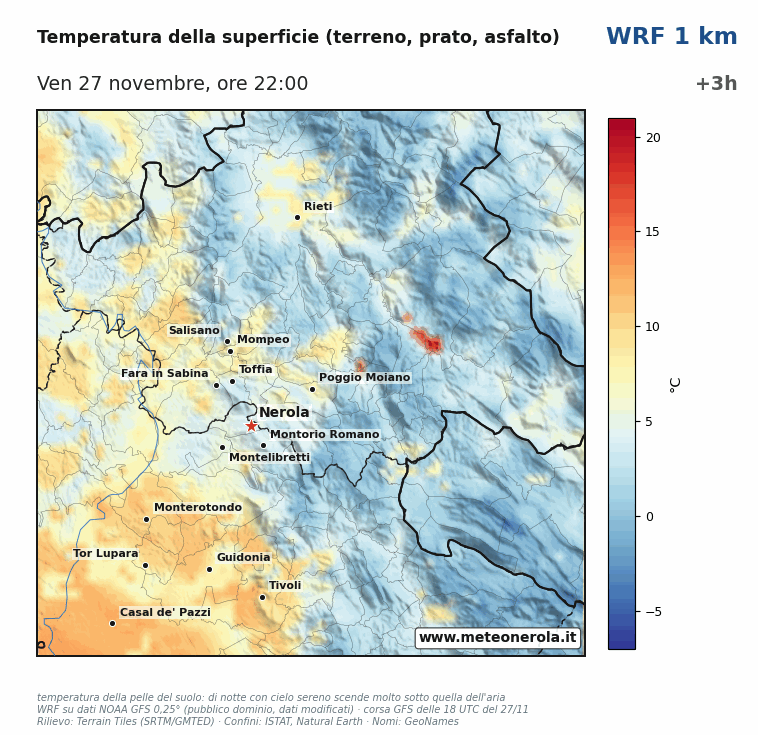 Temperatura della superficie (terreno, prato, asfalto)
WRF 1 km
Ven 27 novembre, ore 22:00
+3h
Rieti
Salisano
Mompeo
Fara in Sabina
Toffia
Poggio Moiano
Nerola
Montorio Romano
Montelibretti
Monterotondo
Tor Lupara
Guidonia
Tivoli
Casal de' Pazzi
www.meteonerola.it
20
15
10
5
0
−5
°C
temperatura della pelle del suolo: di notte con cielo sereno scende molto sotto quella dell'aria
WRF su dati NOAA GFS 0,25° (pubblico dominio, dati modificati) · corsa GFS delle 18 UTC del 27/11
Rilievo: Terrain Tiles (SRTM/GMTED) · Confini: ISTAT, Natural Earth · Nomi: GeoNames